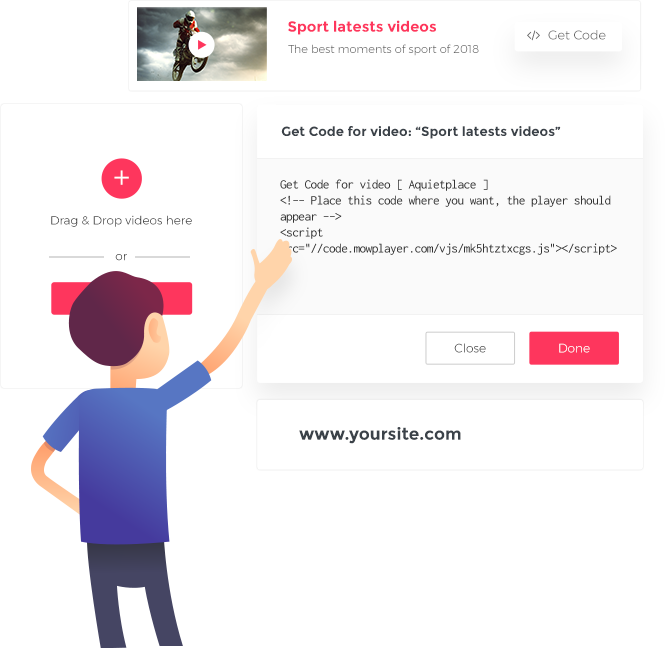 Sport latests videos
The best moments of sport of 2018
</> Get Code
Get Code for video: “Sport latests videos”
Drag & Drop videos here
or
Get Code for video [ Aquietplace ]
<!-- Place this code where you want, the player should
appear -->
<script
rc="//code.mowplayer.com/vjs/mk5htztxcgs.js"></script>
Close
Done
www.yoursite.com